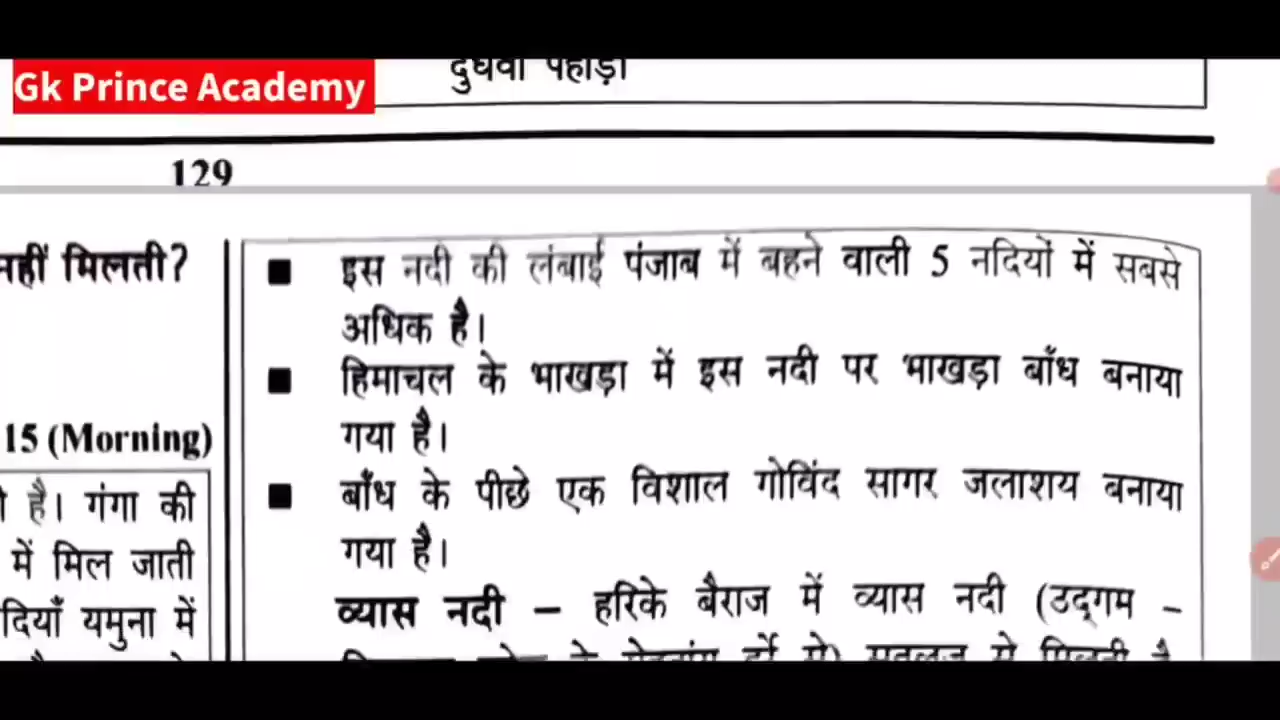 Gk Prince Academy
दुधवा पहाड़ी
129
नहीं मिलती?
15 (Morning)
है। गंगा की
में मिल जाती
यमुना में
इस नदी की लंबाई पंजाब में बहने वाली 5 नदियों में सबसे
अधिक है।
हिमाचल के भाखड़ा में इस नदी पर भाखड़ा बाँध बनाया
गया है।
बाँध के पीछे एक विशाल गोविंद सागर जलाशय बनाया
गया है।
व्यास नदी – हरिके बैराज में व्यास नदी (उद्गम –